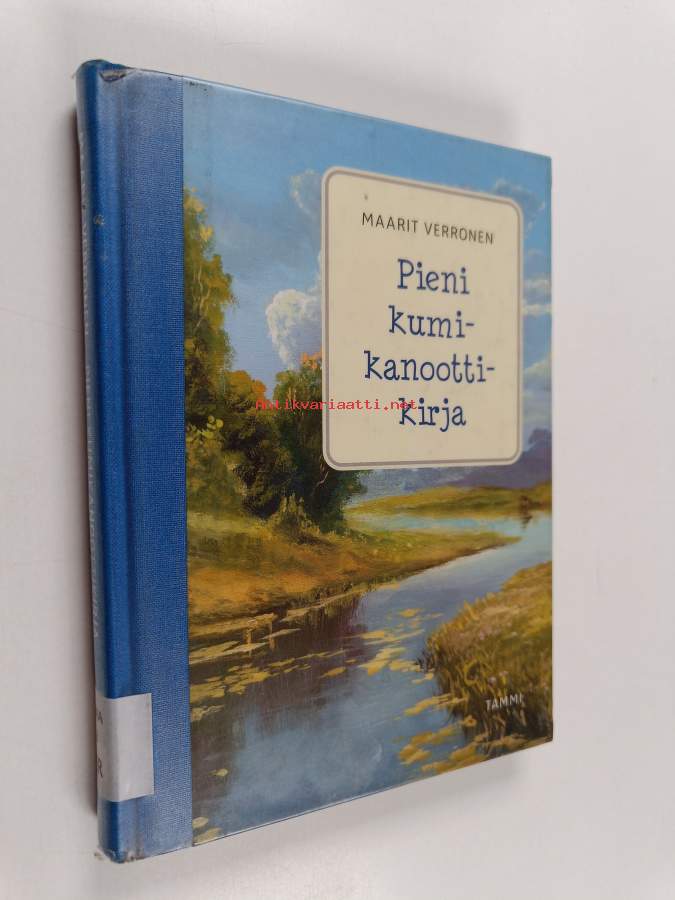 MAARIT VERRONEN
Pieni
kumi-
kanootti-
kirja
Antikvariaatti.net
TAMMI